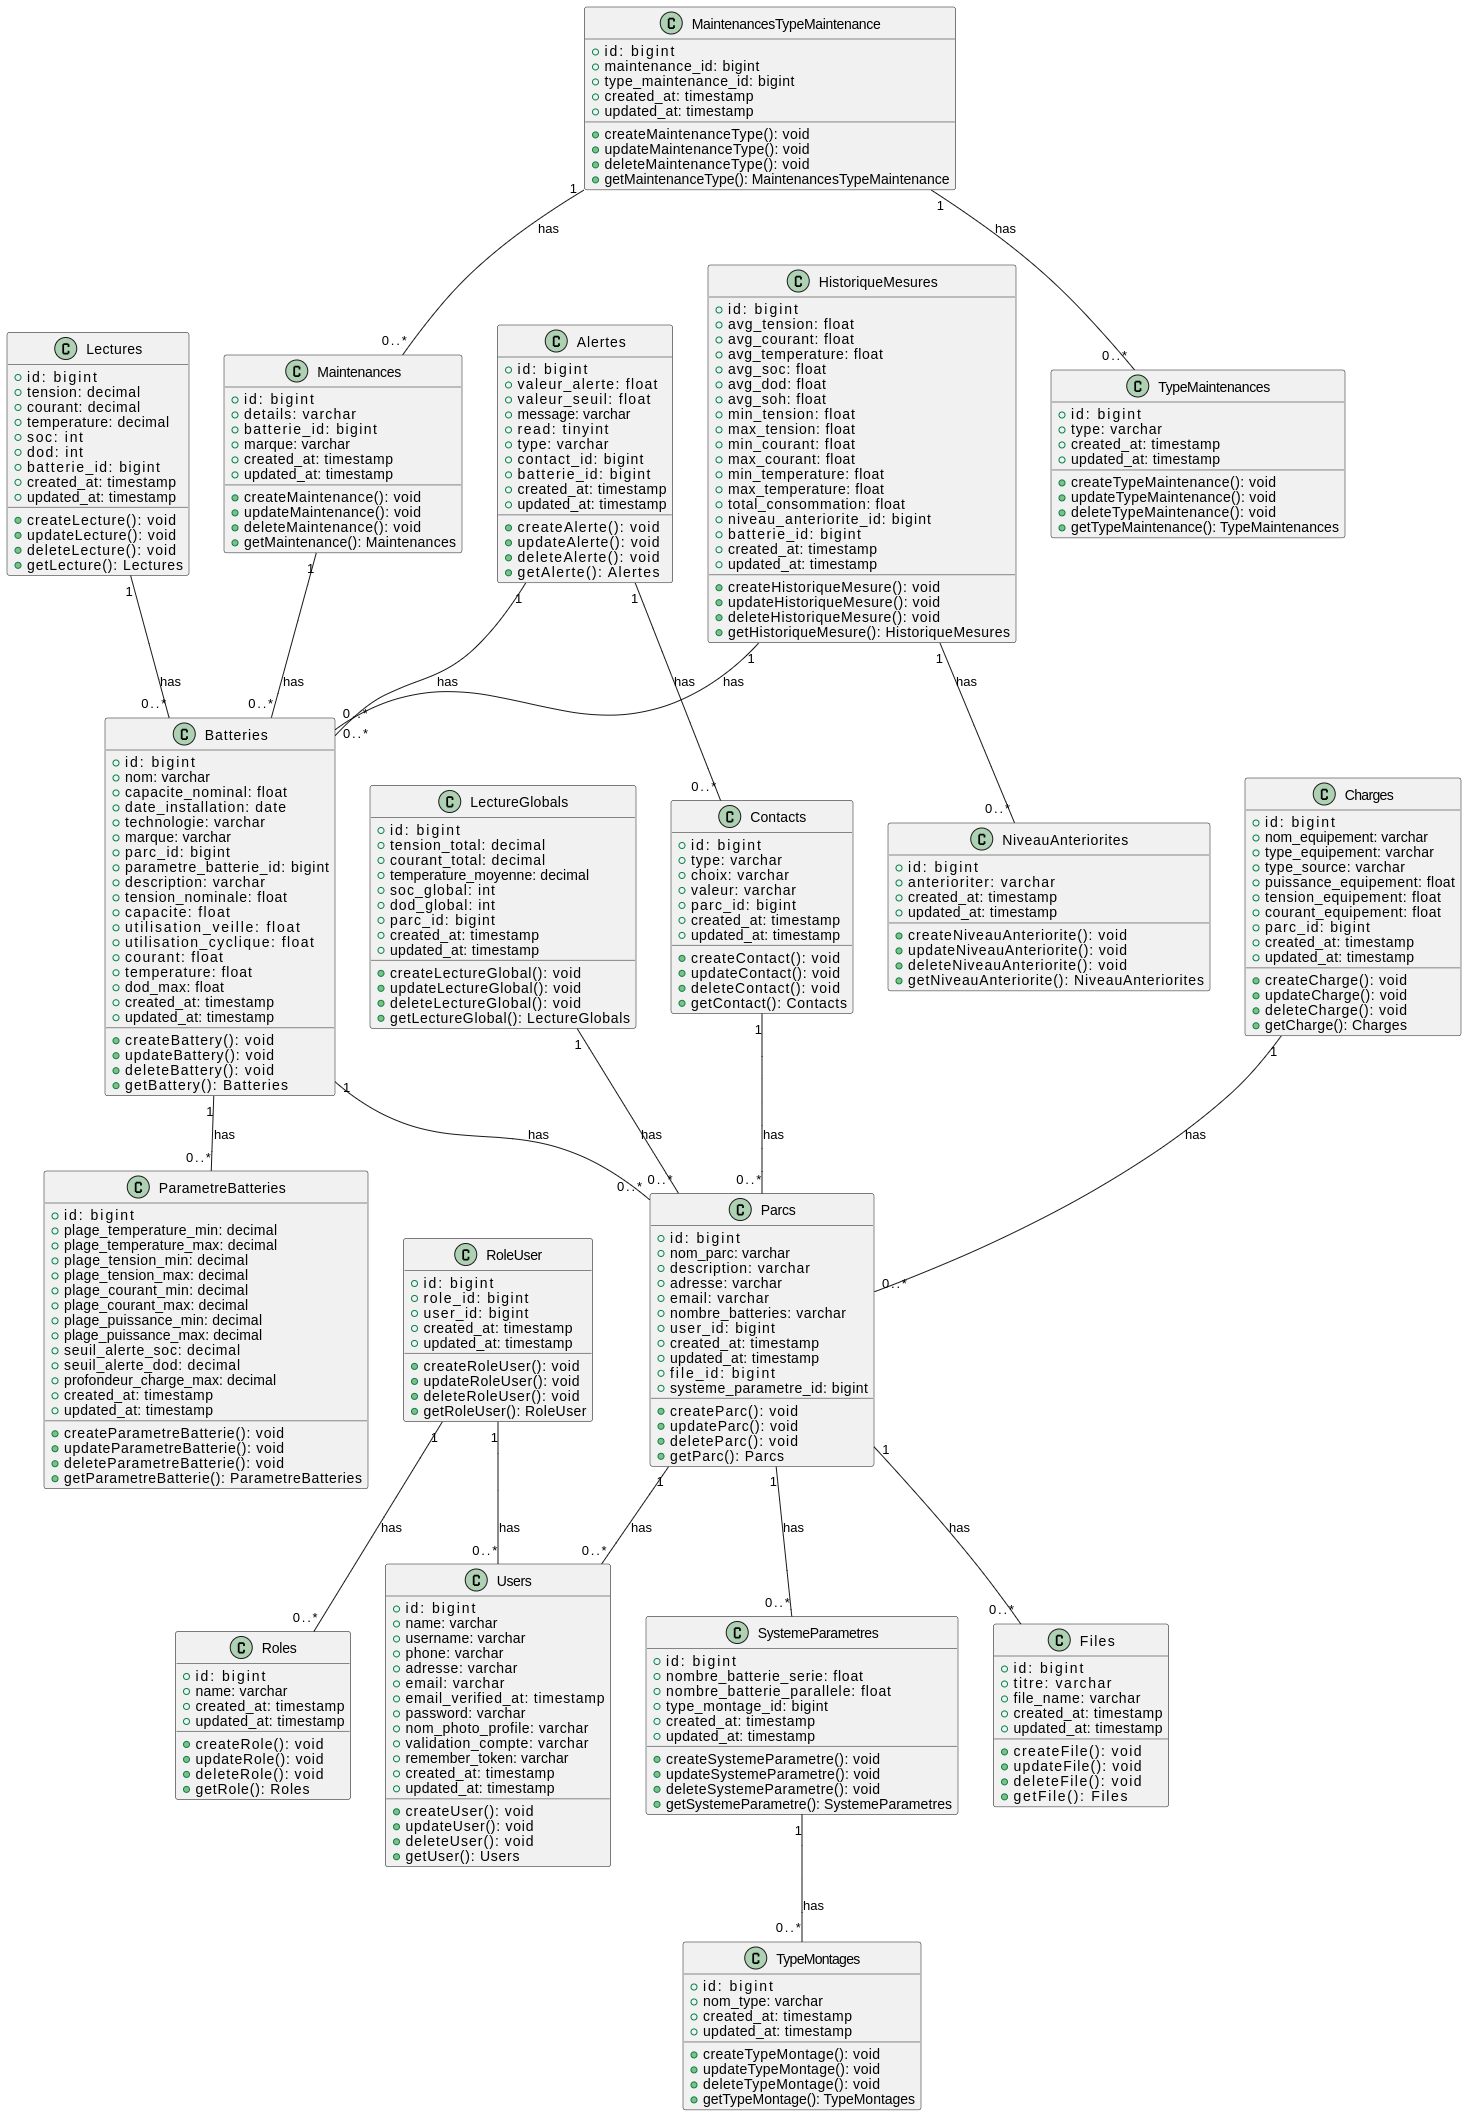 MaintenancesTypeMaintenance
id: bigint
maintenance_id: bigint
type_maintenance_id: bigint
created_at: timestamp
updated_at: timestamp
createMaintenanceType(): void
updateMaintenanceType(): void
deleteMaintenanceType(): void
getMaintenanceType(): MaintenancesTypeMaintenance
1
1
has
has
0..*
0..*
Lectures
id: bigint
tension: decimal
courant: decimal
temperature: decimal
soc: int
dod: int
batterie_id: bigint
created_at: timestamp
updated_at: timestamp
createLecture(): void
updateLecture(): void
deleteLecture(): void
getLecture(): Lectures
Maintenances
id: bigint
details: varchar
batterie_id: bigint
marque: varchar
created_at: timestamp
updated_at: timestamp
createMaintenance(): void
updateMaintenance(): void
deleteMaintenance(): void
getMaintenance(): Maintenances
Alertes
id: bigint
valeur_alerte: float
valeur_seuil: float
message: varchar
read: tinyint
type: varchar
contact_id: bigint
batterie_id: bigint
created_at: timestamp
updated_at: timestamp
createAlerte(): void
updateAlerte(): void
deleteAlerte(): void
getAlerte(): Alertes
HistoriqueMesures
id: bigint
avg_tension: float
avg_courant: float
avg_temperature: float
avg_soc: float
avg_dod: float
avg_soh: float
min_tension: float
max_tension: float
min_courant: float
max_courant: float
min_temperature: float
max_temperature: float
total_consommation: float
niveau_anteriorite_id: bigint
batterie_id: bigint
created_at: timestamp
updated_at: timestamp
createHistoriqueMesure(): void
updateHistoriqueMesure(): void
deleteHistoriqueMesure(): void
getHistoriqueMesure(): HistoriqueMesures
TypeMaintenances
id: bigint
type: varchar
created_at: timestamp
updated_at: timestamp
createTypeMaintenance(): void
updateTypeMaintenance(): void
deleteTypeMaintenance(): void
getTypeMaintenance(): TypeMaintenances
1
1
1
1
1
1
has
has
has
has
has
has
0..*
0..*
0..*
0..*
0..*
0..*
Batteries
id: bigint
nom: varchar
capacite_nominal: float
date_installation: date
technologie: varchar
marque: varchar
parc_id: bigint
parametre_batterie_id: bigint
description: varchar
tension_nominale: float
capacite: float
utilisation_veille: float
utilisation_cyclique: float
courant: float
temperature: float
dod_max: float
created_at: timestamp
updated_at: timestamp
createBattery(): void
updateBattery(): void
deleteBattery(): void
getBattery(): Batteries
LectureGlobals
id: bigint
tension_total: decimal
courant_total: decimal
temperature_moyenne: decimal
soc_global: int
dod_global: int
parc_id: bigint
created_at: timestamp
updated_at: timestamp
createLectureGlobal(): void
updateLectureGlobal(): void
deleteLectureGlobal(): void
getLectureGlobal(): LectureGlobals
Contacts
id: bigint
type: varchar
choix: varchar
valeur: varchar
parc_id: bigint
created_at: timestamp
updated_at: timestamp
createContact(): void
updateContact(): void
deleteContact(): void
getContact(): Contacts
NiveauAnteriorites
id: bigint
anterioriter: varchar
created_at: timestamp
updated_at: timestamp
createNiveauAnteriorite(): void
updateNiveauAnteriorite(): void
deleteNiveauAnteriorite(): void
getNiveauAnteriorite(): NiveauAnteriorites
Charges
id: bigint
nom_equipement: varchar
type_equipement: varchar
type_source: varchar
puissance_equipement: float
tension_equipement: float
courant_equipement: float
parc_id: bigint
created_at: timestamp
updated_at: timestamp
createCharge(): void
updateCharge(): void
deleteCharge(): void
getCharge(): Charges
1
1
1
1
1
has
has
has
has
has
0..*
0..*
0..*
0..*
0..*
ParametreBatteries
id: bigint
plage_temperature_min: decimal
plage_temperature_max: decimal
plage_tension_min: decimal
plage_tension_max: decimal
plage_courant_min: decimal
plage_courant_max: decimal
plage_puissance_min: decimal
plage_puissance_max: decimal
seuil_alerte_soc: decimal
seuil_alerte_dod: decimal
profondeur_charge_max: decimal
created_at: timestamp
updated_at: timestamp
createParametreBatterie(): void
updateParametreBatterie(): void
deleteParametreBatterie(): void
getParametreBatterie(): ParametreBatteries
RoleUser
id: bigint
role_id: bigint
user_id: bigint
created_at: timestamp
updated_at: timestamp
createRoleUser(): void
updateRoleUser(): void
deleteRoleUser(): void
getRoleUser(): RoleUser
Parcs
id: bigint
nom_parc: varchar
description: varchar
adresse: varchar
email: varchar
nombre_batteries: varchar
user_id: bigint
created_at: timestamp
updated_at: timestamp
file_id: bigint
systeme_parametre_id: bigint
createParc(): void
updateParc(): void
deleteParc(): void
getParc(): Parcs
1
1
1
1
1
has
has
has
has
has
0..*
0..*
0..*
0..*
0..*
Roles
id: bigint
name: varchar
created_at: timestamp
updated_at: timestamp
createRole(): void
updateRole(): void
deleteRole(): void
getRole(): Roles
Users
id: bigint
name: varchar
username: varchar
phone: varchar
adresse: varchar
email: varchar
email_verified_at: timestamp
password: varchar
nom_photo_profile: varchar
validation_compte: varchar
remember_token: varchar
created_at: timestamp
updated_at: timestamp
createUser(): void
updateUser(): void
deleteUser(): void
getUser(): Users
SystemeParametres
id: bigint
nombre_batterie_serie: float
nombre_batterie_parallele: float
type_montage_id: bigint
created_at: timestamp
updated_at: timestamp
createSystemeParametre(): void
updateSystemeParametre(): void
deleteSystemeParametre(): void
getSystemeParametre(): SystemeParametres
Files
id: bigint
titre: varchar
file_name: varchar
created_at: timestamp
updated_at: timestamp
createFile(): void
updateFile(): void
deleteFile(): void
getFile(): Files
1
has
0..*
TypeMontages
id: bigint
nom_type: varchar
created_at: timestamp
updated_at: timestamp
createTypeMontage(): void
updateTypeMontage(): void
deleteTypeMontage(): void
getTypeMontage(): TypeMontages